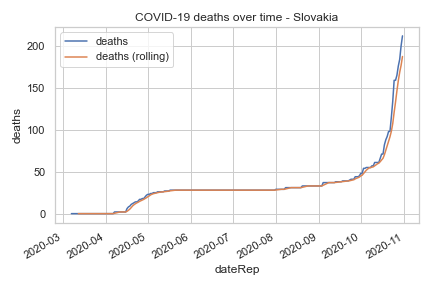 COVID-19 deaths over time - Slovakia
deaths
deaths (rolling)
200
150
100
50
0
deaths
2020-03
2020-04
2020-05
2020-06
2020-07
2020-08
2020-09
2020-10
2020-11
dateRep